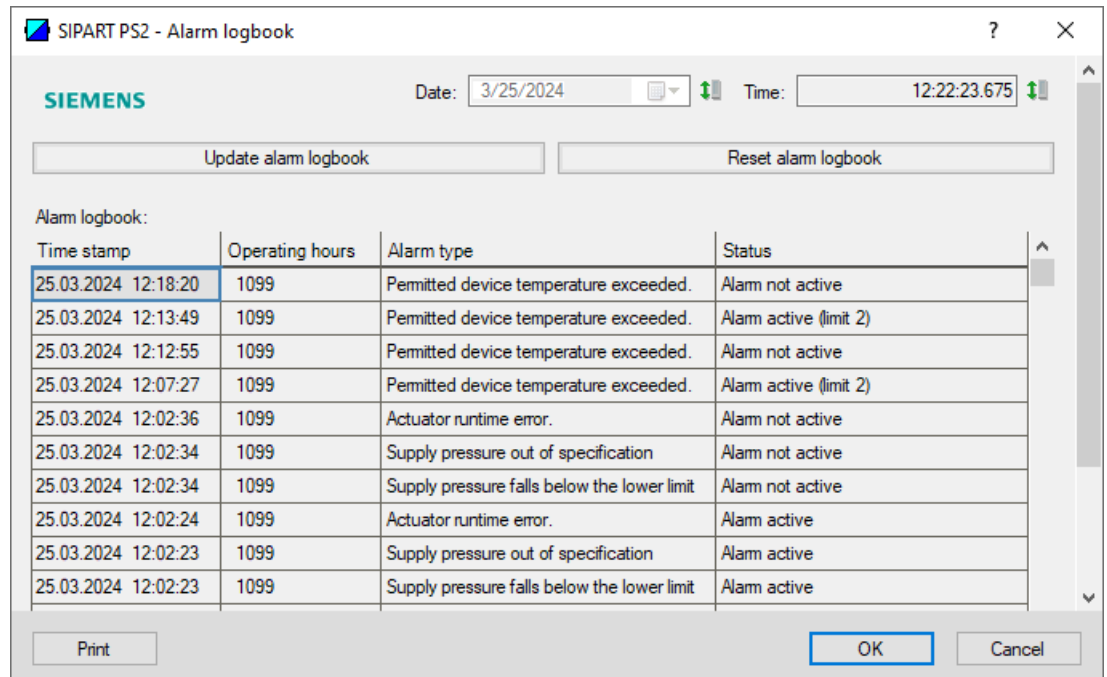 SIPART PS2 - Alarm logbook ?
SIEMENS Date: 3/25/2024 Time: 12:22:23.675
Update alarm logbook Reset alarm logbook
Alarm logbook:
Time stamp Operating hours Alarm type Status
25.03.2024 12:18:20 1099 Permitted device temperature exceeded. Alarm not active
25.03.2024 12:13:49 1099 Permitted device temperature exceeded. Alarm active (limit 2)
25.03.2024 12:12:55 1099 Permitted device temperature exceeded. Alarm not active
25.03.2024 12:07:27 1099 Permitted device temperature exceeded. Alarm active (limit 2)
25.03.2024 12:02:36 1099 Actuator runtime error. Alarm not active
25.03.2024 12:02:34 1099 Supply pressure out of specification Alarm not active
25.03.2024 12:02:34 1099 Supply pressure falls below the lower limit Alarm not active
25.03.2024 12:02:24 1099 Actuator runtime error. Alarm active
25.03.2024 12:02:23 1099 Supply pressure out of specification Alarm active
25.03.2024 12:02:23 1099 Supply pressure falls below the lower limit Alarm active
Print OK Cancel